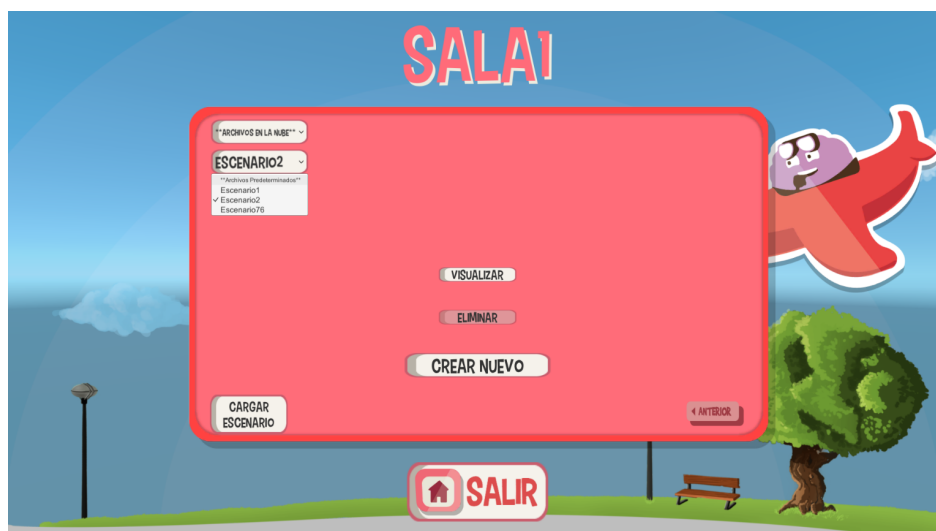 SALA1
**ARCHIVOS EN LA NUBE**
ESCENARIO2
**Archivos Predeterminados**
Escenario1
Escenario2
Escenario76
VISUALIZAR
ELIMINAR
CREAR NUEVO
CARGAR
ESCENARIO
ANTERIOR
SALIR